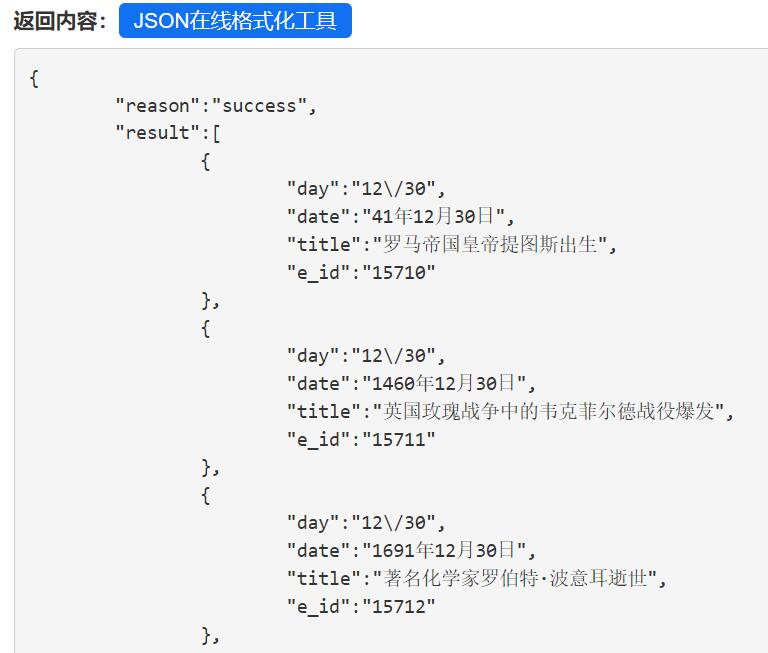 返回内容： JSON在线格式化工具
{
"reason":"success",
"result":[
{
"day":"12\/30",
"date":"41年12月30日",
"title":"罗马帝国皇帝提图斯出生",
"e_id":"15710"
},
{
"day":"12\/30",
"date":"1460年12月30日",
"title":"英国玫瑰战争中的韦克菲尔德战役爆发",
"e_id":"15711"
},
{
"day":"12\/30",
"date":"1691年12月30日",
"title":"著名化学家罗伯特·波意耳逝世",
"e_id":"15712"
},